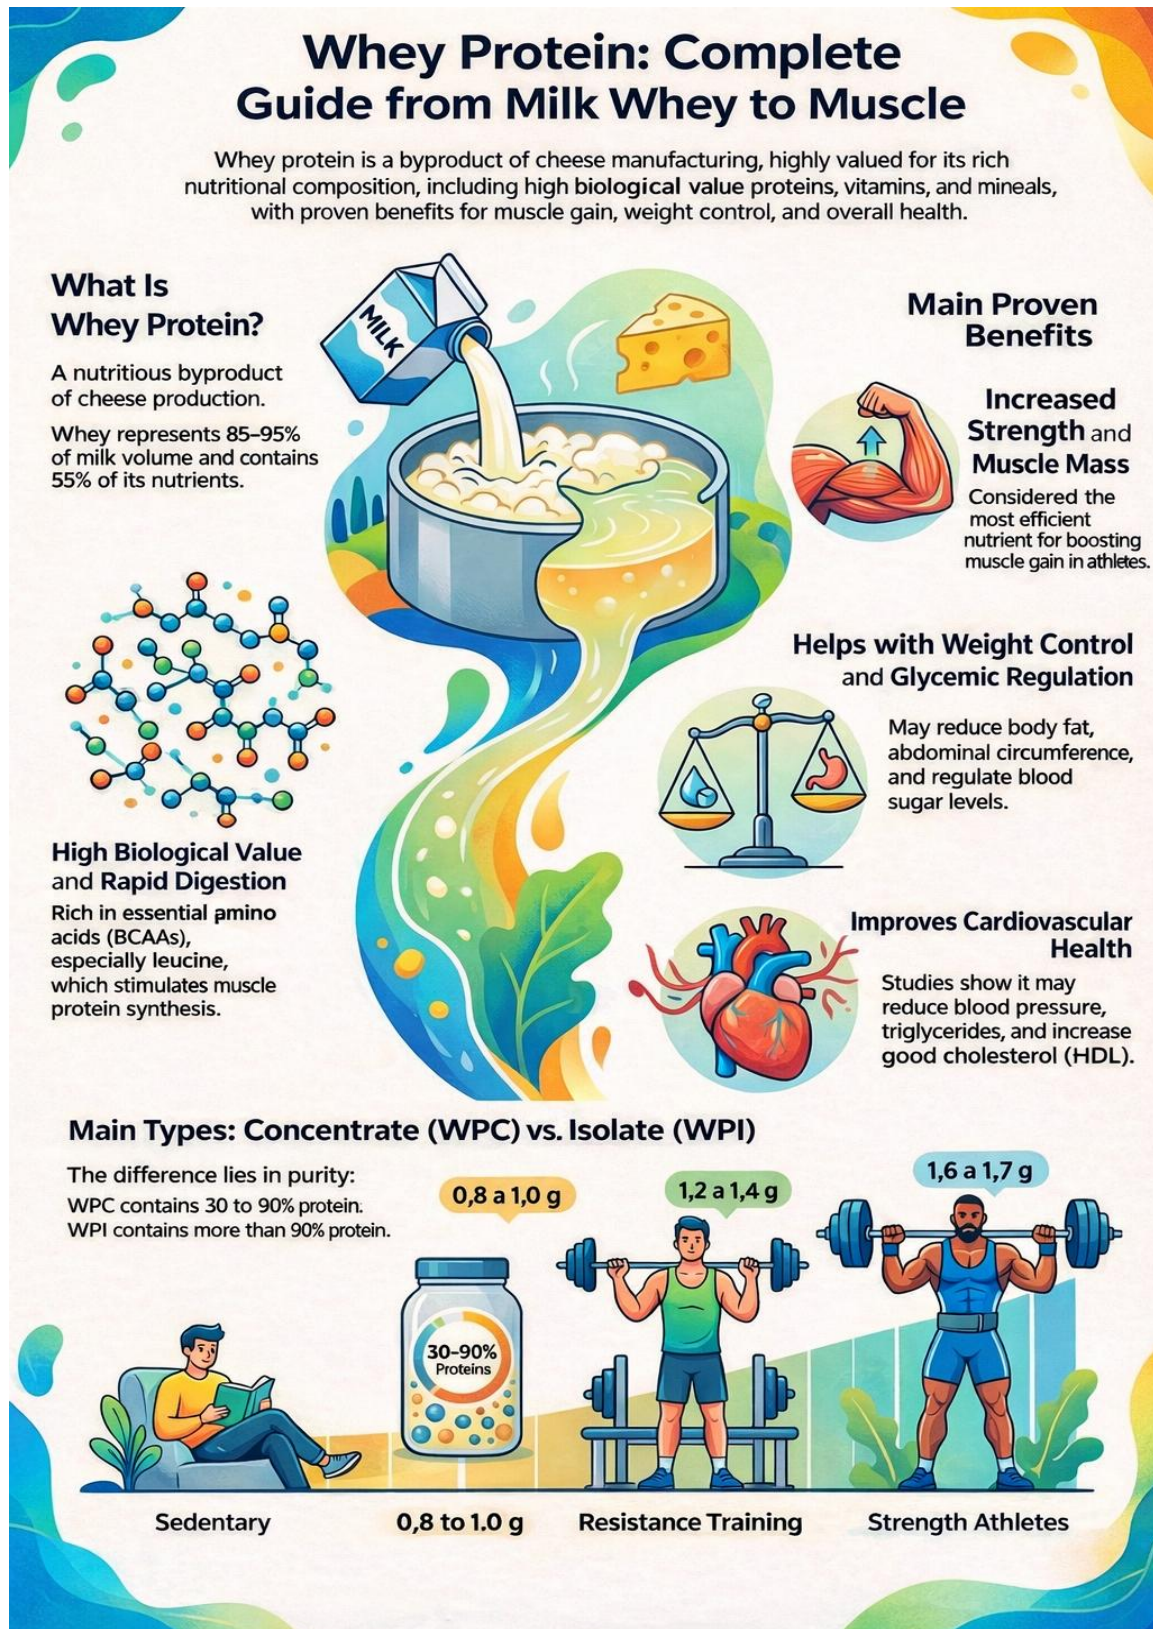 Whey Protein: Complete
Guide from Milk Whey to Muscle
Whey protein is a byproduct of cheese manufacturing, highly valued for its rich
nutritional composition, including high biological value proteins, vitamins, and mineals,
with proven benefits for muscle gain, weight control, and overall health.
What Is
Whey Protein?
A nutritious byproduct
of cheese production.
Whey represents 85–95%
of milk volume and contains
55% of its nutrients.
MILK
Main Proven
Benefits
Increased
Strength and
Muscle Mass
Considered the
most efficient
nutrient for boosting
muscle gain in athletes.
Helps with Weight Control
and Glycemic Regulation
May reduce body fat,
abdominal circumference,
and regulate blood
sugar levels.
High Biological Value
and Rapid Digestion
Rich in essential pmino
acids (BCAAs),
especially leucine,
which stimulates muscle
protein synthesis.
Improves Cardiovascular
Health
Studies show it may
reduce blood pressure,
triglycerides, and increase
good cholesterol (HDL).
Main Types: Concentrate (WPC) vs. Isolate (WPI)
The difference lies in purity:
WPC contains 30 to 90% protein.
WPI contains more than 90% protein.
0,8 a 1,0 g
1,2 a 1,4 g
1,6 a 1,7 g
30–90%
Proteins
Sedentary
0,8 to 1.0 g
Resistance Training
Strength Athletes